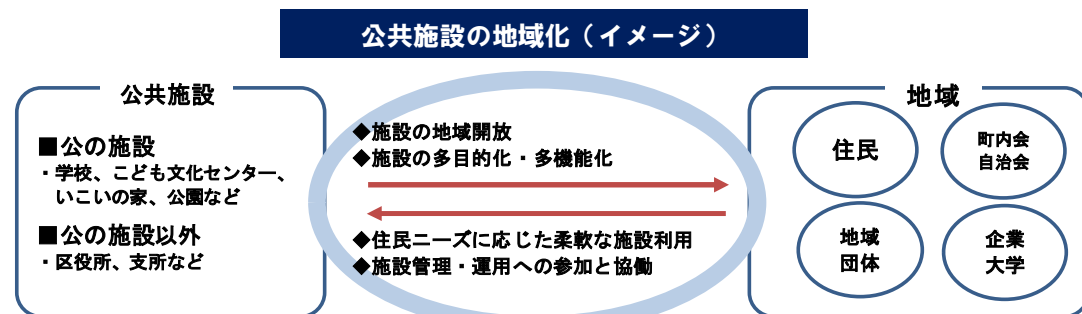 公共施設の地域化（イメージ）
公共施設
■公の施設
・学校、こども文化センター、
いこいの家、公園など
■公の施設以外
・区役所、支所など
◆施設の地域開放
◆施設の多目的化・多機能化
◆住民ニーズに応じた柔軟な施設利用
◆施設管理・運用への参加と協働
地域
住民
町内会
自治会
地域
団体
企業
大学